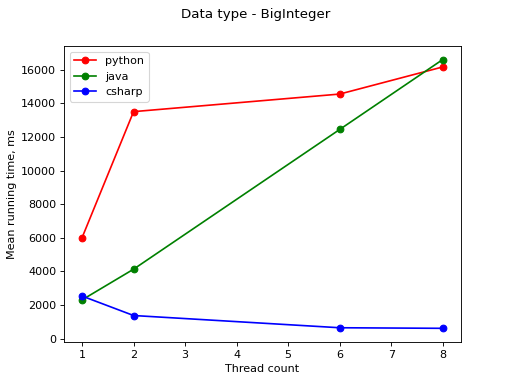 Data type - BigInteger
python
java
csharp
Mean running time, ms
16000
14000
12000
10000
8000
6000
4000
2000
0
1 2 3 4 5 6 7 8
Thread count